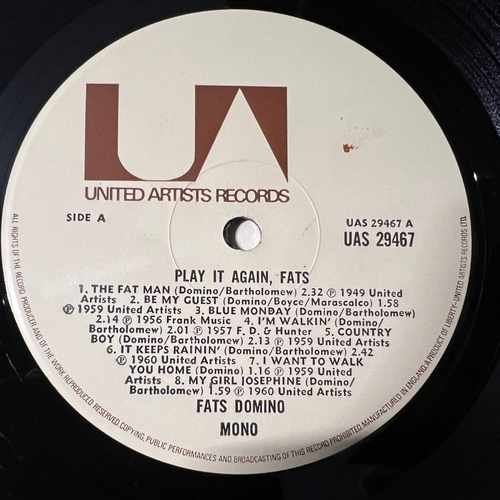 UA
UNITED ARTISTS RECORDS
SIDE A
UAS 29467 A
UAS 29467
PLAY IT AGAIN, FATS
1. THE FAT MAN (Domino/Bartholomew) 2.32 ℗ 1949 United
Artists 2. BE MY GUEST (Domino/Boyce/Marascalco) 1.58
℗ 1959 United Artists 3. BLUE MONDAY (Domino/Bartholomew)
2.14 ℗ 1956 Frank Music 4. I'M WALKIN' (Domino/
Bartholomew) 2.01 ℗ 1957 F. D. & Hunter 5. COUNTRY
BOY (Domino/Bartholomew) 2.13 ℗ 1959 United Artists
6. IT KEEPS RAININ' (Domino/Bartholomew) 2.42
℗ 1960 United Artists 7. I WANT TO WALK
YOU HOME (Domino) 1.16 ℗ 1959 United
Artists 8. MY GIRL JOSEPHINE (Domino/
Bartholomew) 1.59 ℗ 1960 United Artists
FATS DOMINO
MONO
ALL RIGHTS OF THE RECORD PRODUCER AND OF THE WORK REPRODUCED RESERVED. COPYING, PUBLIC PERFORMANCES AND BROADCASTING OF THIS RECORD PROHIBITED. MANUFACTURED IN ENGLAND. A PRODUCT OF LIBERTY-UNITED ARTISTS RECORDS LTD.